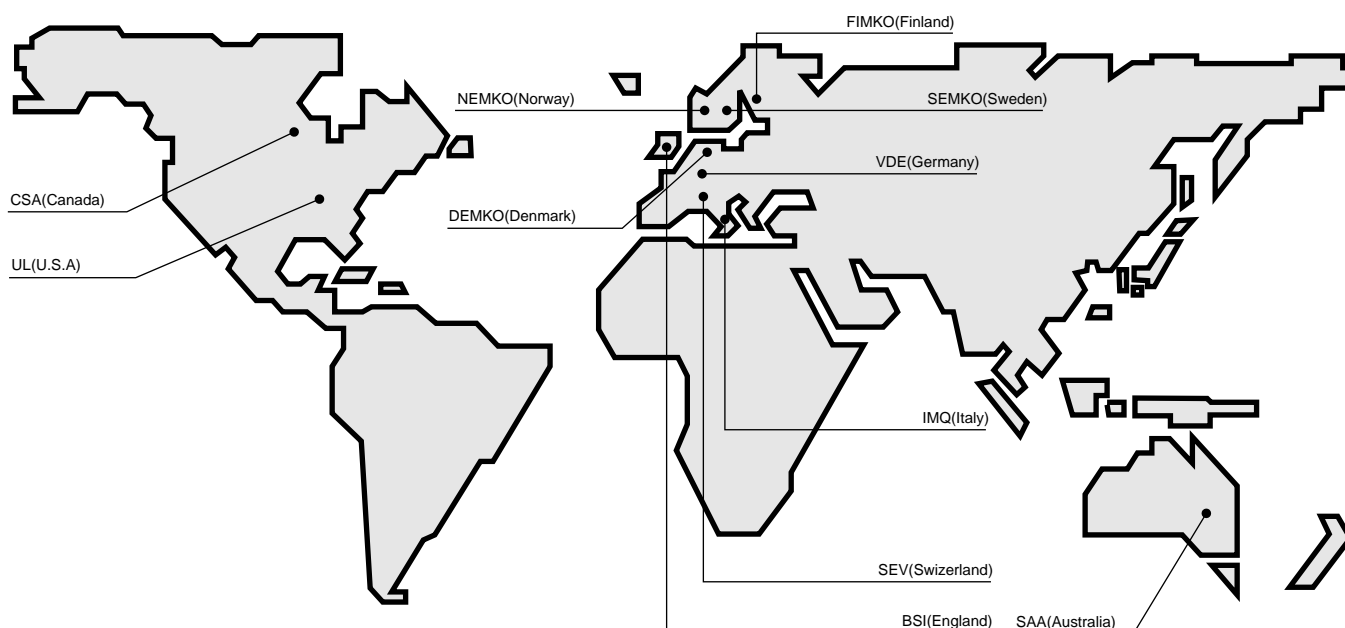 FIMKO(Finland)
NEMKO(Norway)
SEMKO(Sweden)
VDE(Germany)
CSA(Canada)
DEMKO(Denmark)
UL(U.S.A)
IMQ(Italy)
SEV(Swizerland)
BSI(England)
SAA(Australia)